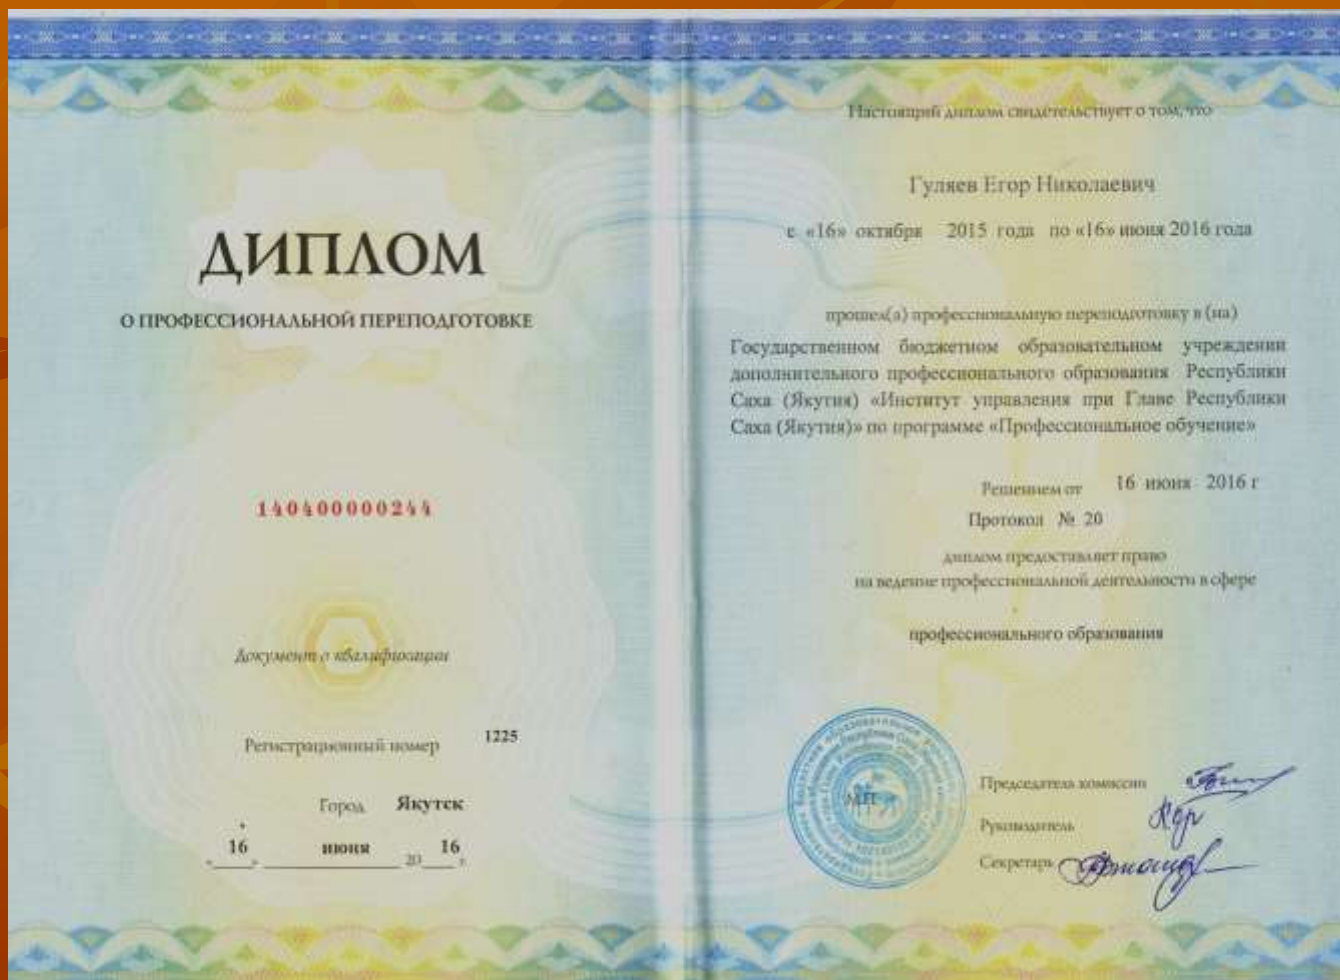 ДИПЛОМ
О ПРОФЕССИОНАЛЬНОЙ ПЕРЕПОДГОТОВКЕ
140400000244
Документ о квалификации
Регистрационный номер 1225
Город Якутск
« 16 » июня 20 16 г.
Настоящий диплом свидетельствует о том, что
Гуляев Егор Николаевич
с «16» октября 2015 года по «16» июня 2016 года
прошел(а) профессиональную переподготовку в (на)
Государственном бюджетном образовательном учреждении
дополнительного профессионального образования Республики
Саха (Якутия) «Институт управления при Главе Республики
Саха (Якутия)» по программе «Профессиональное обучение»
Решением от 16 июня 2016 г
Протокол № 20
диплом предоставляет право
на ведение профессиональной деятельности в сфере
профессионального образования
М.П.
Председатель комиссии
Руководитель
Секретарь